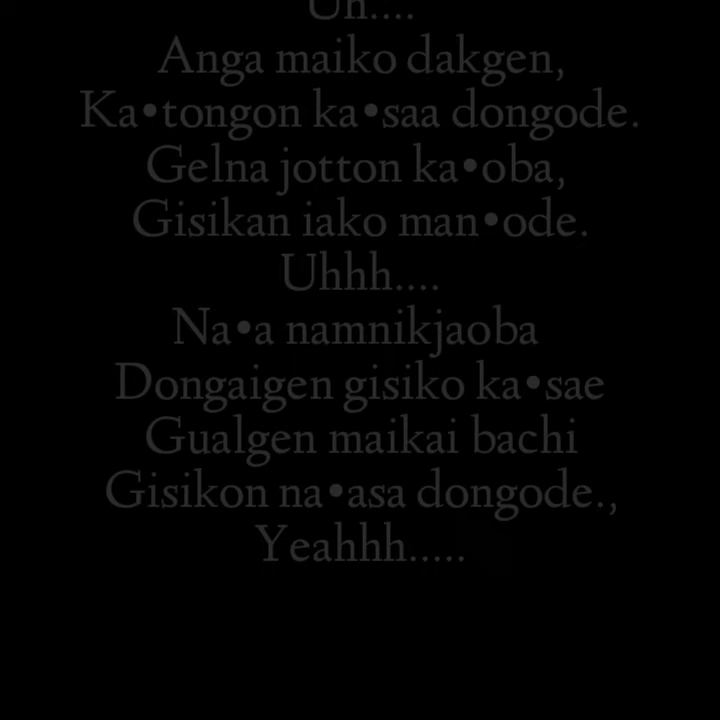 Uh....
Anga maiko dakgen,
Ka•tongon ka•saa dongode.
Gelna jotton ka•oba,
Gisikan iako man•ode.
Uhhh....
Na•a namnikjaoba
Dongaigen gisiko ka•sae
Gualgen maikai bachi
Gisikon na•asa dongode.,
Yeahhh.....